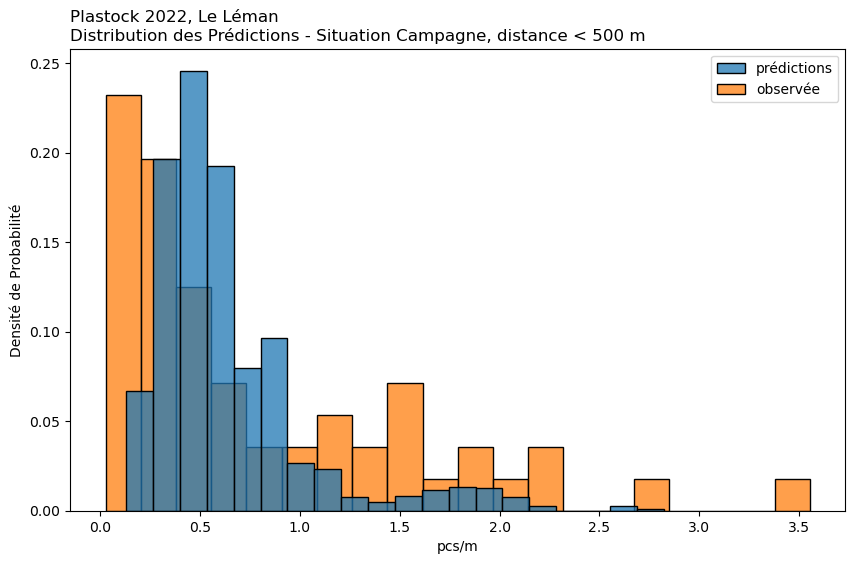 Plastock 2022, Le Léman
Distribution des Prédictions - Situation Campagne, distance < 500 m
prédictions
observée
Densité de Probabilité
0.25
0.20
0.15
0.10
0.05
0.00
0.0 0.5 1.0 1.5 2.0 2.5 3.0 3.5
pcs/m